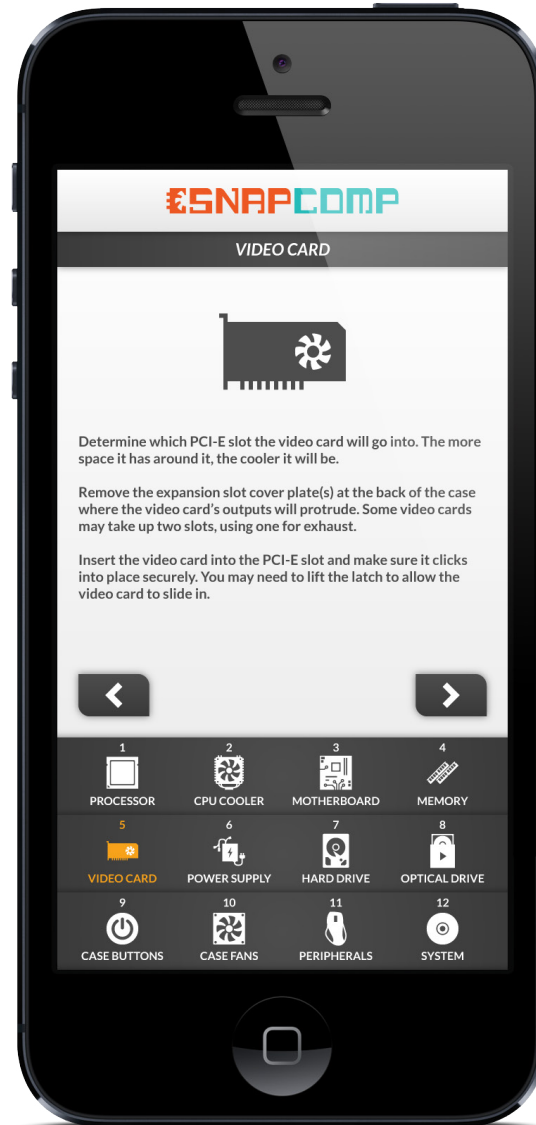 SNAPCOMP
VIDEO CARD
Determine which PCI-E slot the video card will go into. The more
space it has around it, the cooler it will be.
Remove the expansion slot cover plate(s) at the back of the case
where the video card's outputs will protrude. Some video cards
may take up two slots, using one for exhaust.
Insert the video card into the PCI-E slot and make sure it clicks
into place securely. You may need to lift the latch to allow the
video card to slide in.
1 2 3 4
PROCESSOR CPU COOLER MOTHERBOARD MEMORY
5 6 7 8
VIDEO CARD POWER SUPPLY HARD DRIVE OPTICAL DRIVE
9 10 11 12
CASE BUTTONS CASE FANS PERIPHERALS SYSTEM